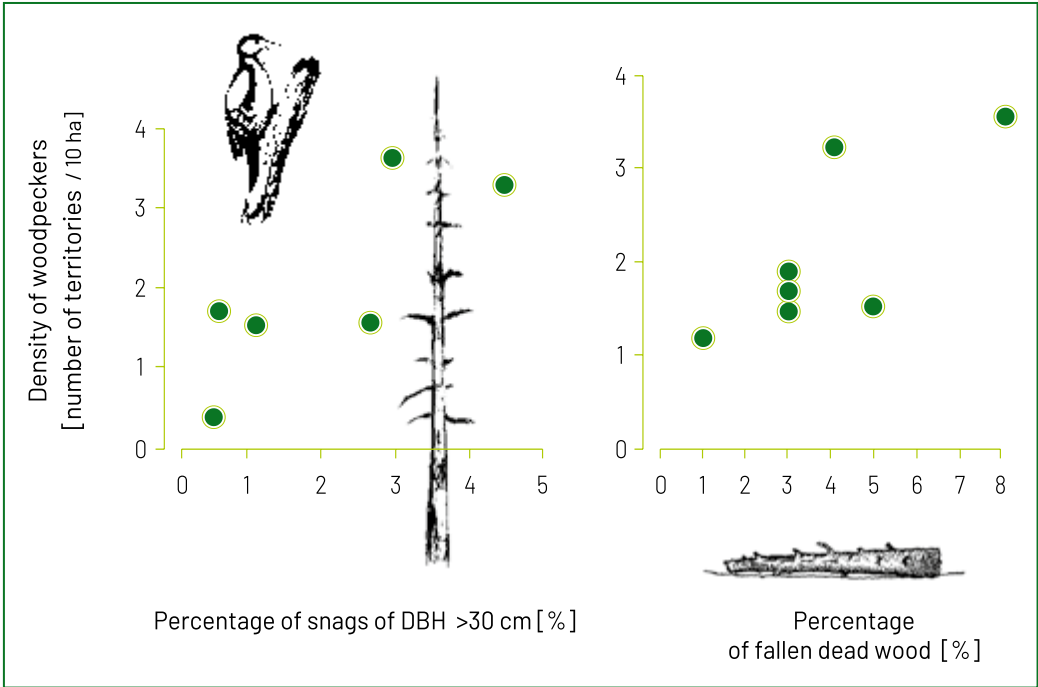 Density of woodpeckers
[number of territories / 10 ha]
4
3
2
1
0
0 1 2 3 4 5
Percentage of snags of DBH >30 cm [%]
4
3
2
1
0
0 1 2 3 4 5 6 7 8
Percentage
of fallen dead wood [%]